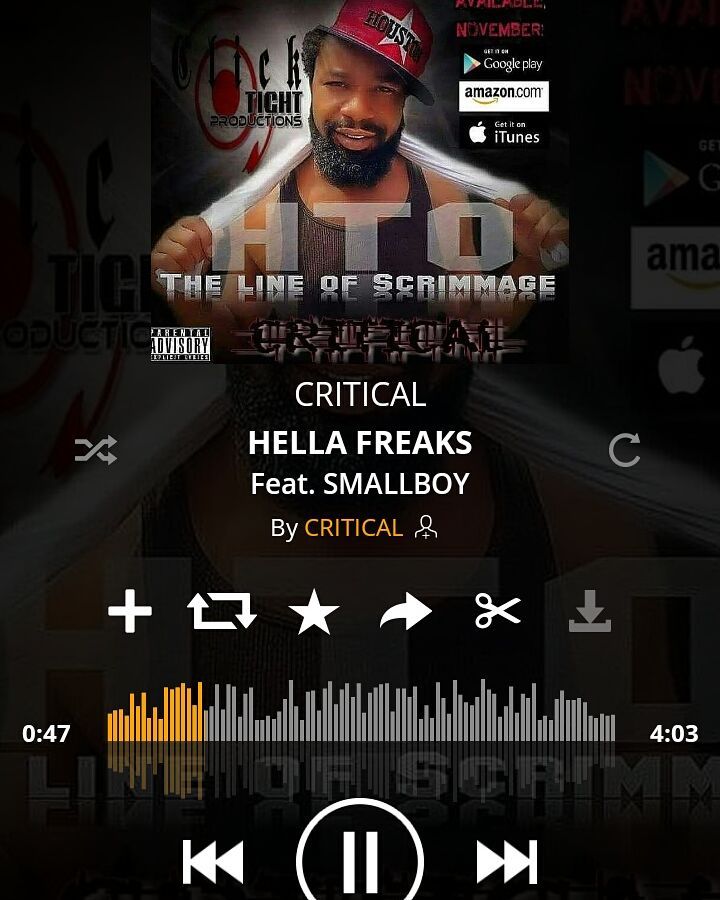 AVAILABLE
NOVEMBER
GET IT ON
Google play
amazon.com
Get it on
iTunes
HOUSTON
Click
TIGHT
PRODUCTIONS
HTO
THE LINE OF SCRIMMAGE
PARENTAL
ADVISORY
EXPLICIT LYRICS
CRITICAL
CRITICAL
HELLA FREAKS
Feat. SMALLBOY
By CRITICAL
0:47
4:03